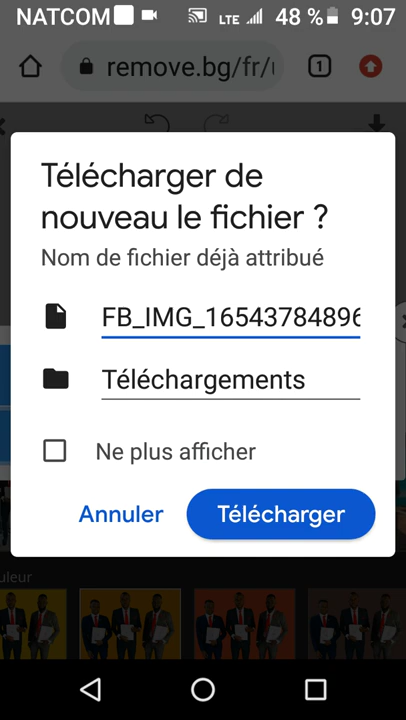 NATCOM LTE 48 % 9:07
remove.bg/fr/u 1
Télécharger de
nouveau le fichier ?
Nom de fichier déjà attribué
FB_IMG_16543784896
Téléchargements
Ne plus afficher
Annuler Télécharger
uleur